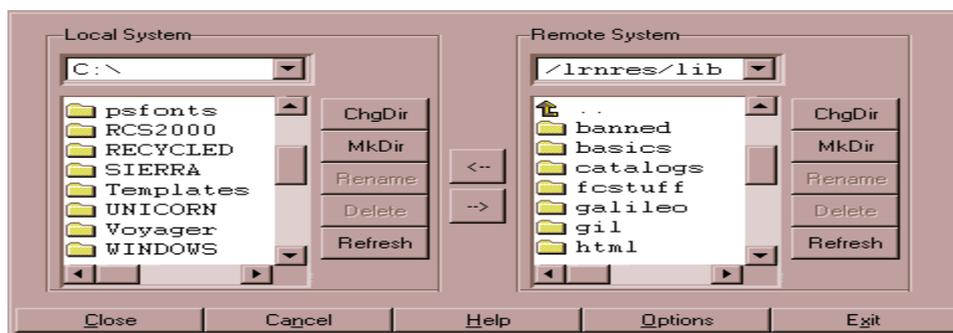 Local System
C:\
psfonts
RCS2000
RECYCLED
SIERRA
Templates
UNICORN
Voyager
WINDOWS
ChgDir
MkDir
Rename
Delete
Refresh
<--
-->
Remote System
/lrnres/lib
..
banned
basics
catalogs
fcstuff
galileo
gil
html
ChgDir
MkDir
Rename
Delete
Refresh
Close
Cancel
Help
Options
Exit